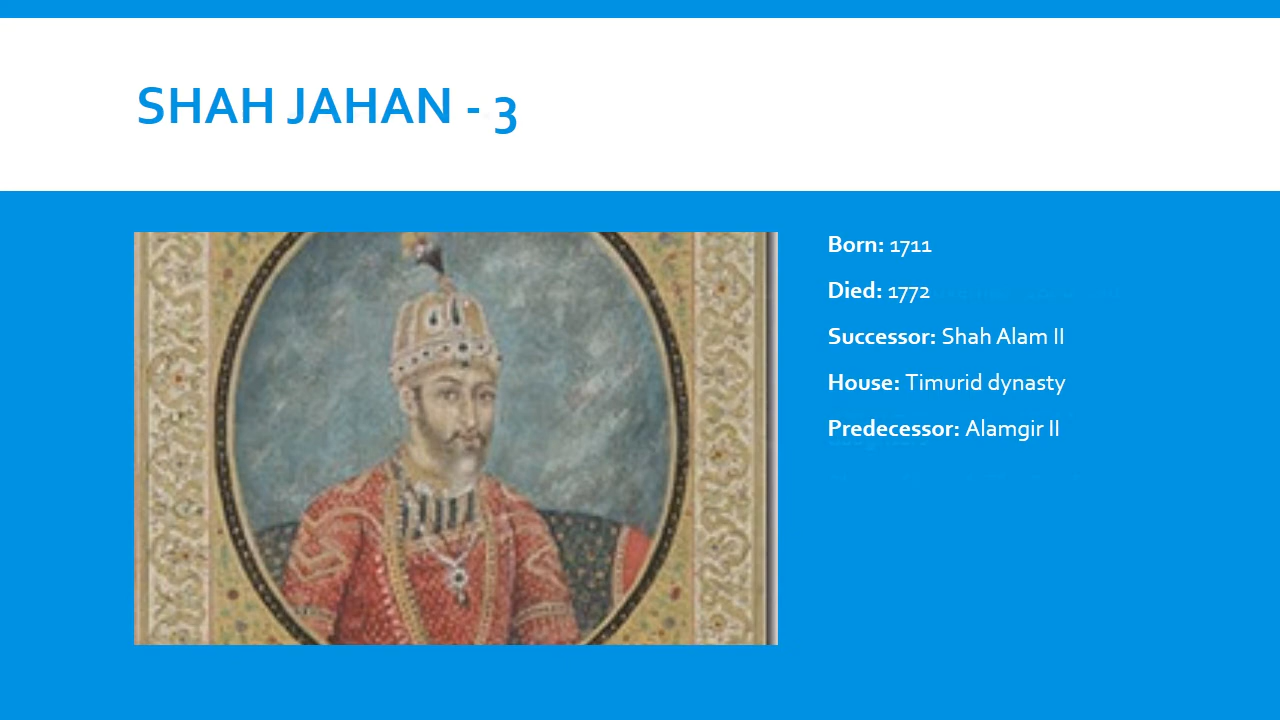 SHAH JAHAN - 3
Born: 1711
Died: 1772
Successor: Shah Alam II
House: Timurid dynasty
Predecessor: Alamgir II